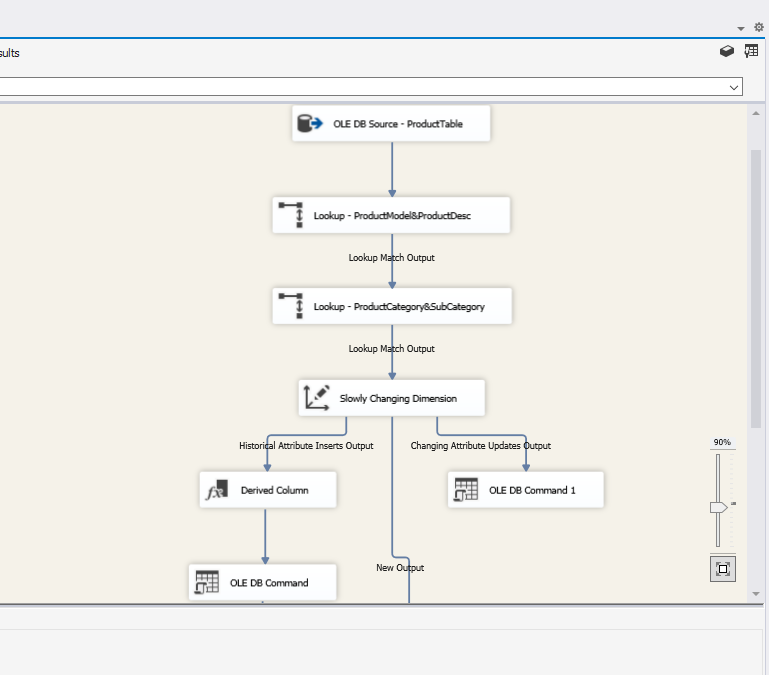 sults
OLE DB Source - ProductTable
Lookup - ProductModel&ProductDesc
Lookup Match Output
Lookup - ProductCategory&SubCategory
Lookup Match Output
Slowly Changing Dimension
Historical Attribute Inserts Output
Changing Attribute Updates Output
90%
Derived Column
OLE DB Command 1
New Output
OLE DB Command